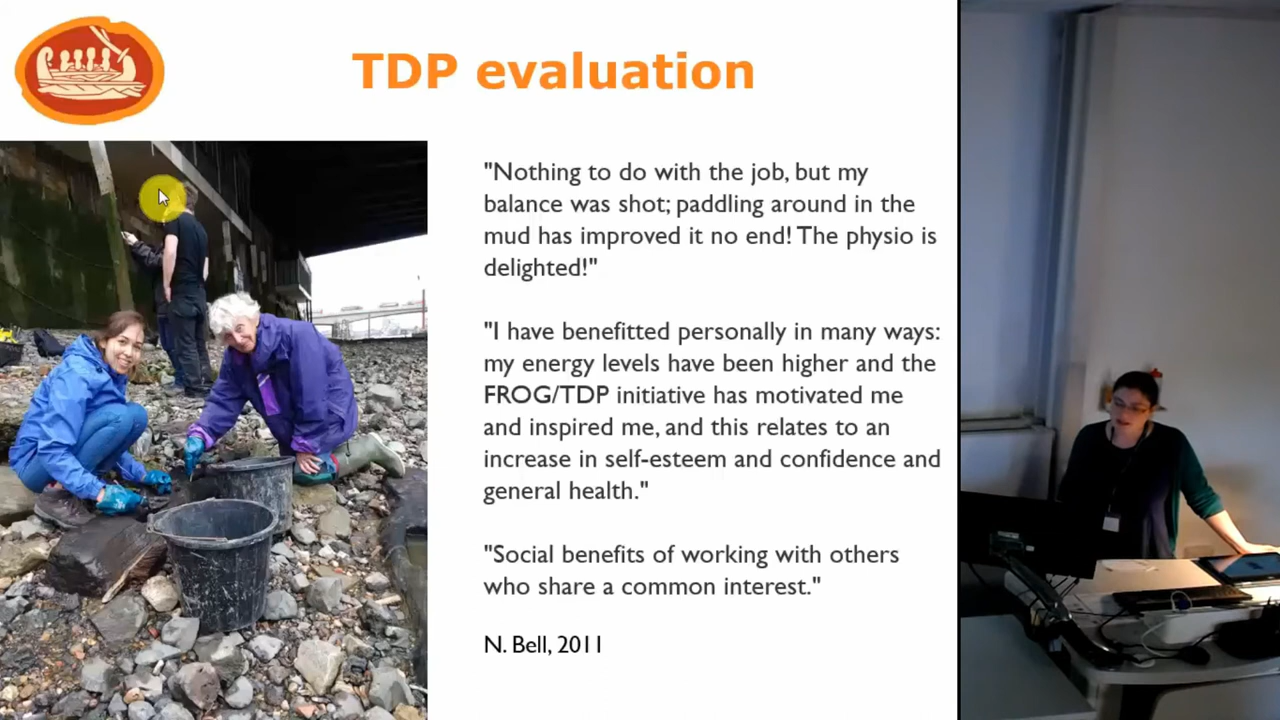 TDP evaluation
"Nothing to do with the job, but my
balance was shot; paddling around in the
mud has improved it no end! The physio is
delighted!"
"I have benefitted personally in many ways:
my energy levels have been higher and the
FROG/TDP initiative has motivated me
and inspired me, and this relates to an
increase in self-esteem and confidence and
general health."
"Social benefits of working with others
who share a common interest."
N. Bell, 2011